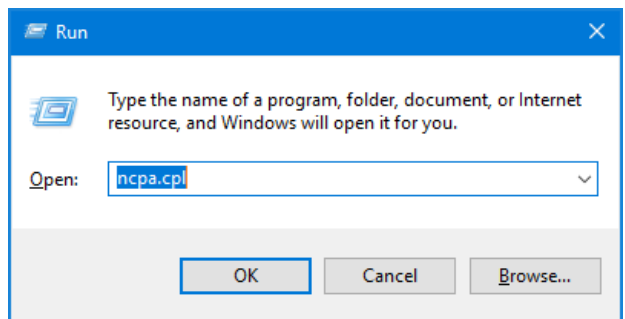 Run
Type the name of a program, folder, document, or Internet
resource, and Windows will open it for you.
Open: ncpa.cpl
OK Cancel Browse...